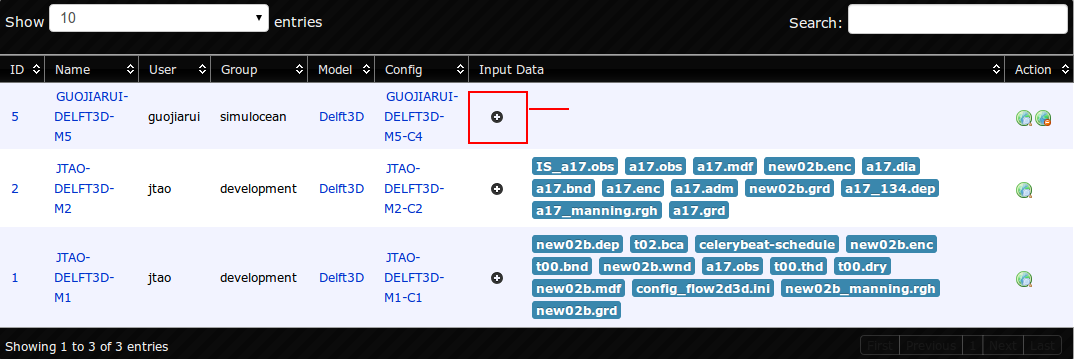 Show 10 entries Search:
ID Name User Group Model Config Input Data Action
5 GUOJIARUI-DELFT3D-M5 guojiarui simulocean Delft3D GUOJIARUI-DELFT3D-M5-C4
2 JTAO-DELFT3D-M2 jtao development Delft3D JTAO-DELFT3D-M2-C2
IS_a17.obs a17.obs a17.mdf new02b.enc a17.dia
a17.bnd a17.enc a17.adm new02b.grd a17_134.dep
a17_manning.rgh a17.grd
1 JTAO-DELFT3D-M1 jtao development Delft3D JTAO-DELFT3D-M1-C1
new02b.dep t02.bca celerybeat-schedule new02b.enc
t00.bnd new02b.wnd a17.obs t00.thd t00.dry
new02b.mdf config_flow2d3d.ini new02b_manning.rgh
new02b.grd
Showing 1 to 3 of 3 entries First Previous 1 Next Last